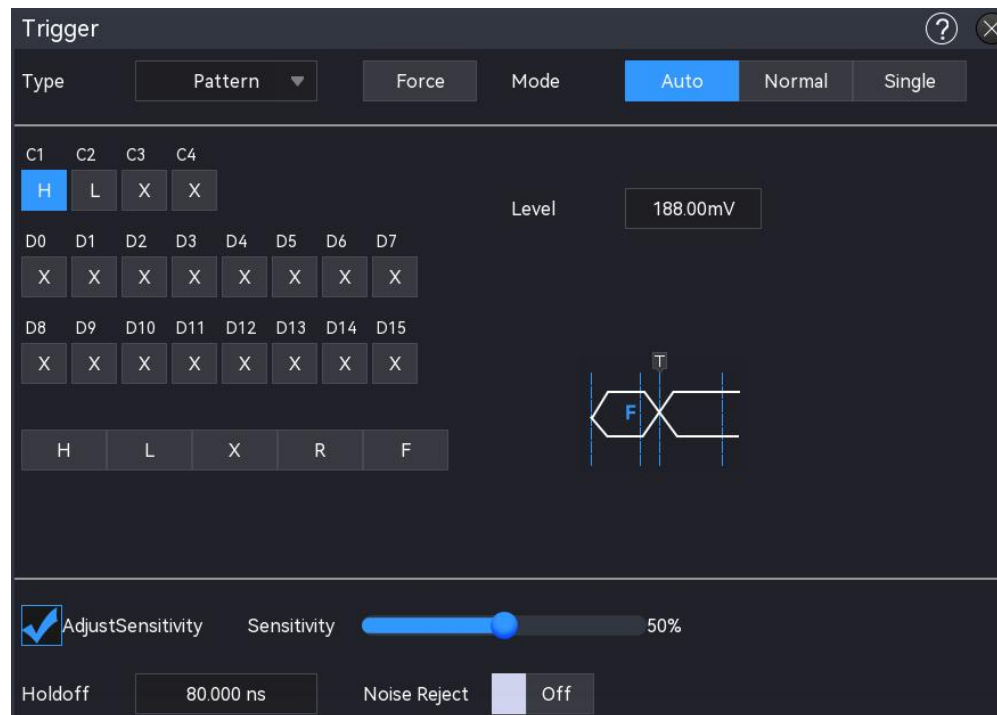 Trigger ?
Type Pattern Force Mode Auto Normal Single
C1 C2 C3 C4
H L X X
Level 188.00mV
D0 D1 D2 D3 D4 D5 D6 D7
X X X X X X X X
D8 D9 D10 D11 D12 D13 D14 D15
X X X X X X X X
T
F
H L X R F
AdjustSensitivity Sensitivity 50%
Holdoff 80.000 ns Noise Reject Off